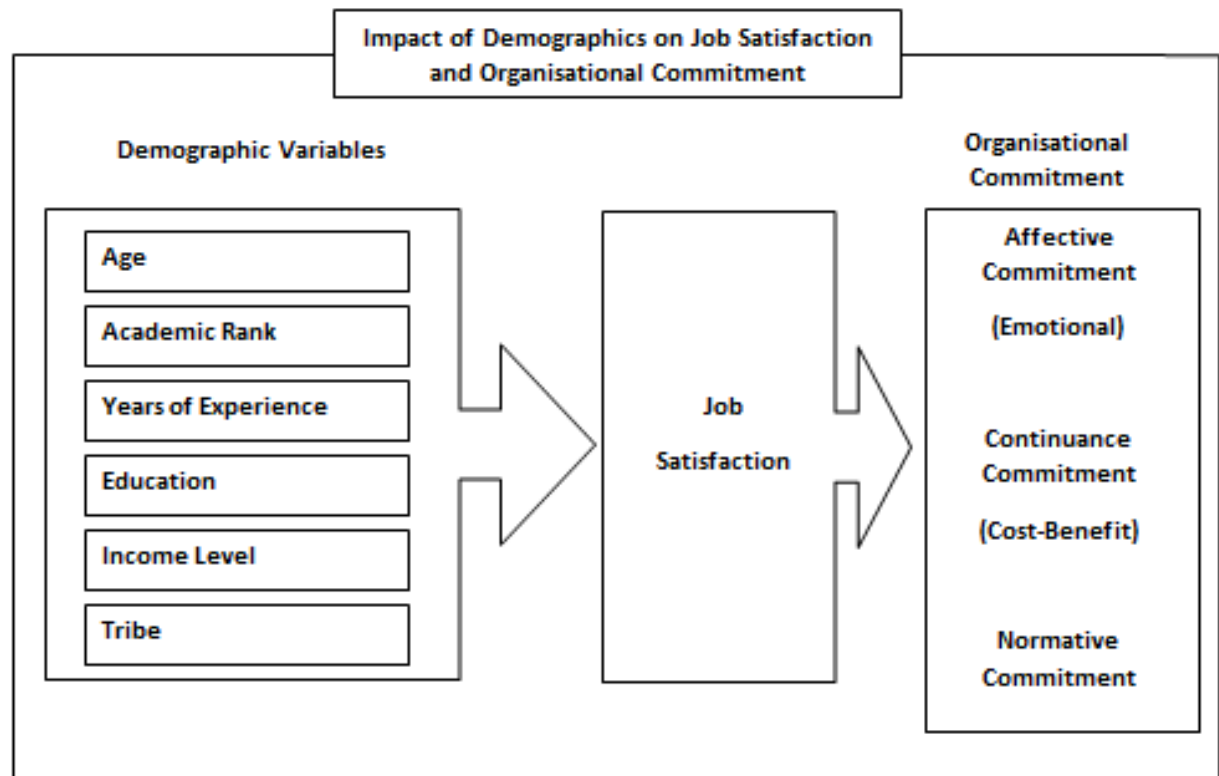 Impact of Demographics on Job Satisfaction
and Organisational Commitment
Demographic Variables
Age
Academic Rank
Years of Experience
Education
Income Level
Tribe
Job
Satisfaction
Organisational
Commitment
Affective
Commitment
(Emotional)
Continuance
Commitment
(Cost-Benefit)
Normative
Commitment